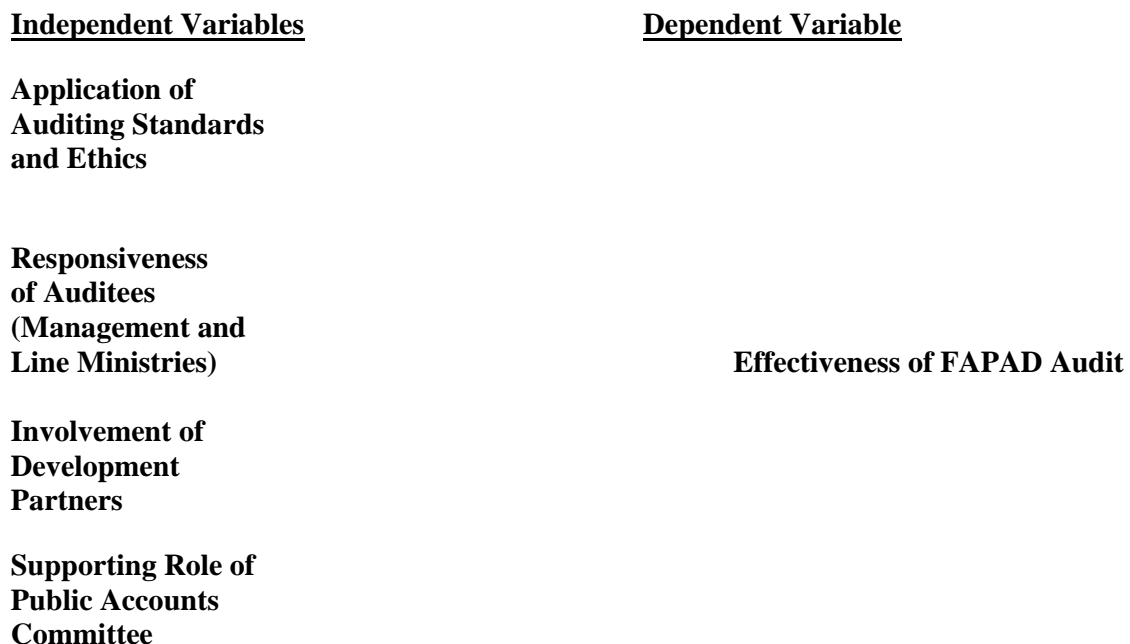 Independent Variables Dependent Variable
Application of
Auditing Standards
and Ethics
Responsiveness
of Auditees
(Management and
Line Ministries) Effectiveness of FAPAD Audit
Involvement of
Development
Partners
Supporting Role of
Public Accounts
Committee